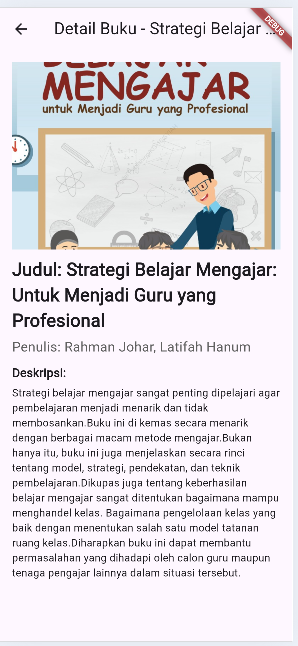 Detail Buku - Strategi Belajar ...
DEBUG
BELAJAR
MENGAJAR
untuk Menjadi Guru yang Profesional
Judul: Strategi Belajar Mengajar:
Untuk Menjadi Guru yang
Profesional
Penulis: Rahman Johar, Latifah Hanum
Deskripsi:
Strategi belajar mengajar sangat penting dipelajari agar
pembelajaran menjadi menarik dan tidak
membosankan.Buku ini di kemas secara menarik
dengan berbagai macam metode mengajar.Bukan
hanya itu, buku ini juga menjelaskan secara rinci
tentang model, strategi, pendekatan, dan teknik
pembelajaran.Dikupas juga tentang keberhasilan
belajar mengajar sangat ditentukan bagaimana mampu
menghandel kelas. Bagaimana pengelolaan kelas yang
baik dengan menentukan salah satu model tatanan
ruang kelas.Diharapkan buku ini dapat membantu
permasalahan yang dihadapi oleh calon guru maupun
tenaga pengajar lainnya dalam situasi tersebut.